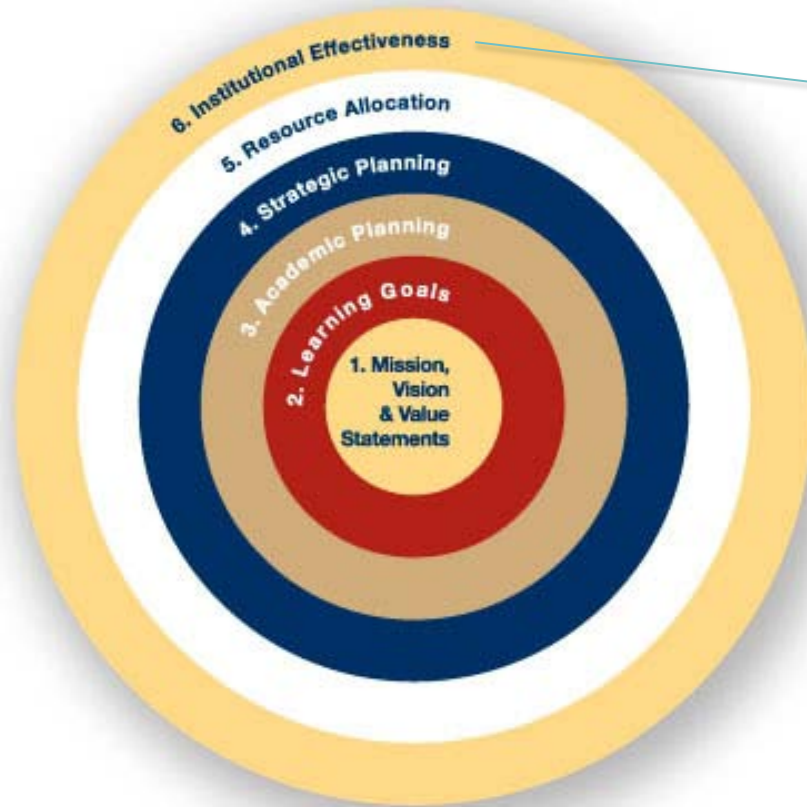 6. Institutional Effectiveness
5. Resource Allocation
4. Strategic Planning
3. Academic Planning
2. Learning Goals
1. Mission,
Vision
& Value
Statements